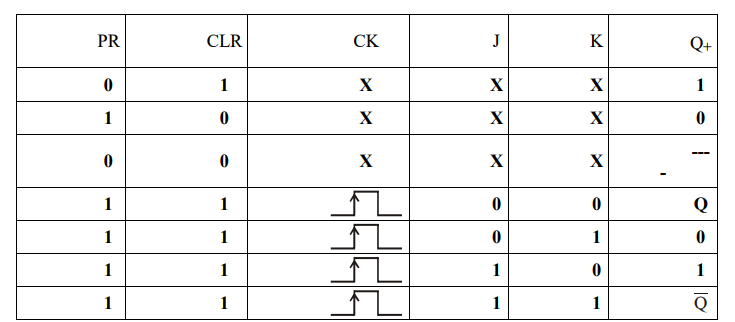 PR CLR CK J K Q+
0 1 X X X 1
1 0 X X X 0
0 0 X X X ---
-
1 1 0 0 Q
1 1 0 1 0
1 1 1 0 1
1 1 1 1 Q̅